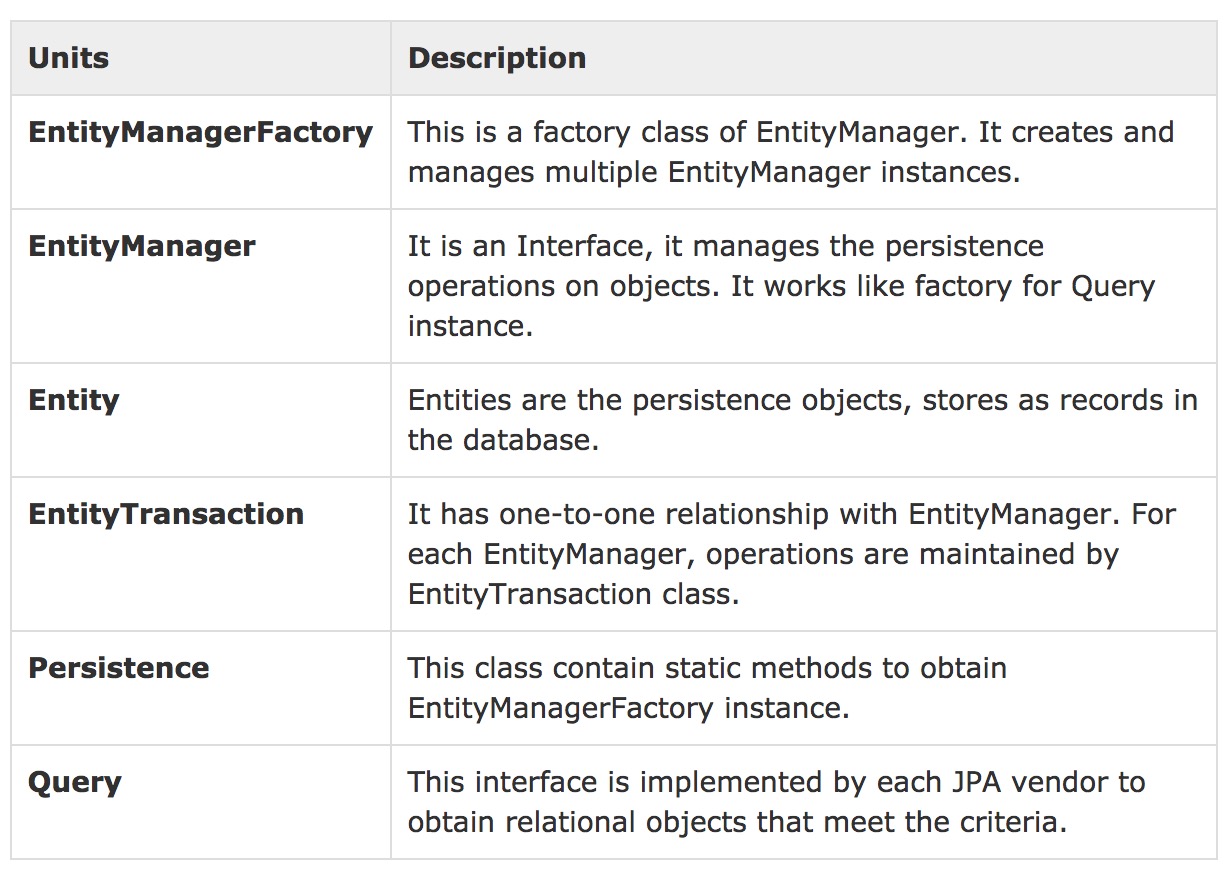 Units Description
EntityManagerFactory This is a factory class of EntityManager. It creates and
manages multiple EntityManager instances.
EntityManager It is an Interface, it manages the persistence
operations on objects. It works like factory for Query
instance.
Entity Entities are the persistence objects, stores as records in
the database.
EntityTransaction It has one-to-one relationship with EntityManager. For
each EntityManager, operations are maintained by
EntityTransaction class.
Persistence This class contain static methods to obtain
EntityManagerFactory instance.
Query This interface is implemented by each JPA vendor to
obtain relational objects that meet the criteria.